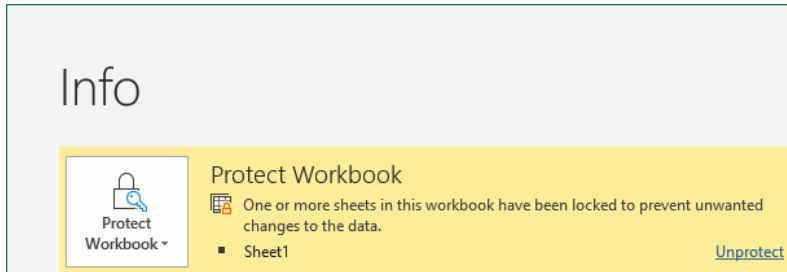 Info
Protect Workbook
One or more sheets in this workbook have been locked to prevent unwanted
changes to the data.
Protect
Workbook
Sheet1
Unprotect